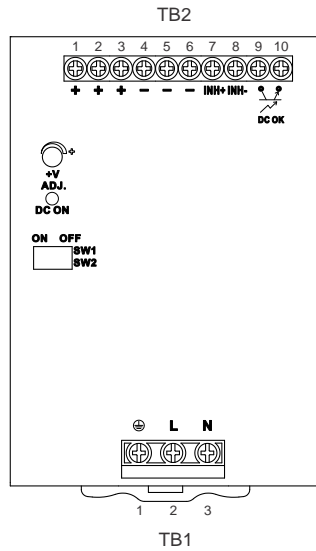 TB2
1 2 3 4 5 6 7 8 9 10
+ + + – – – INH+ INH-
DC OK
+
+V
ADJ.
DC ON
ON OFF
SW1
SW2
L N
1 2 3
TB1